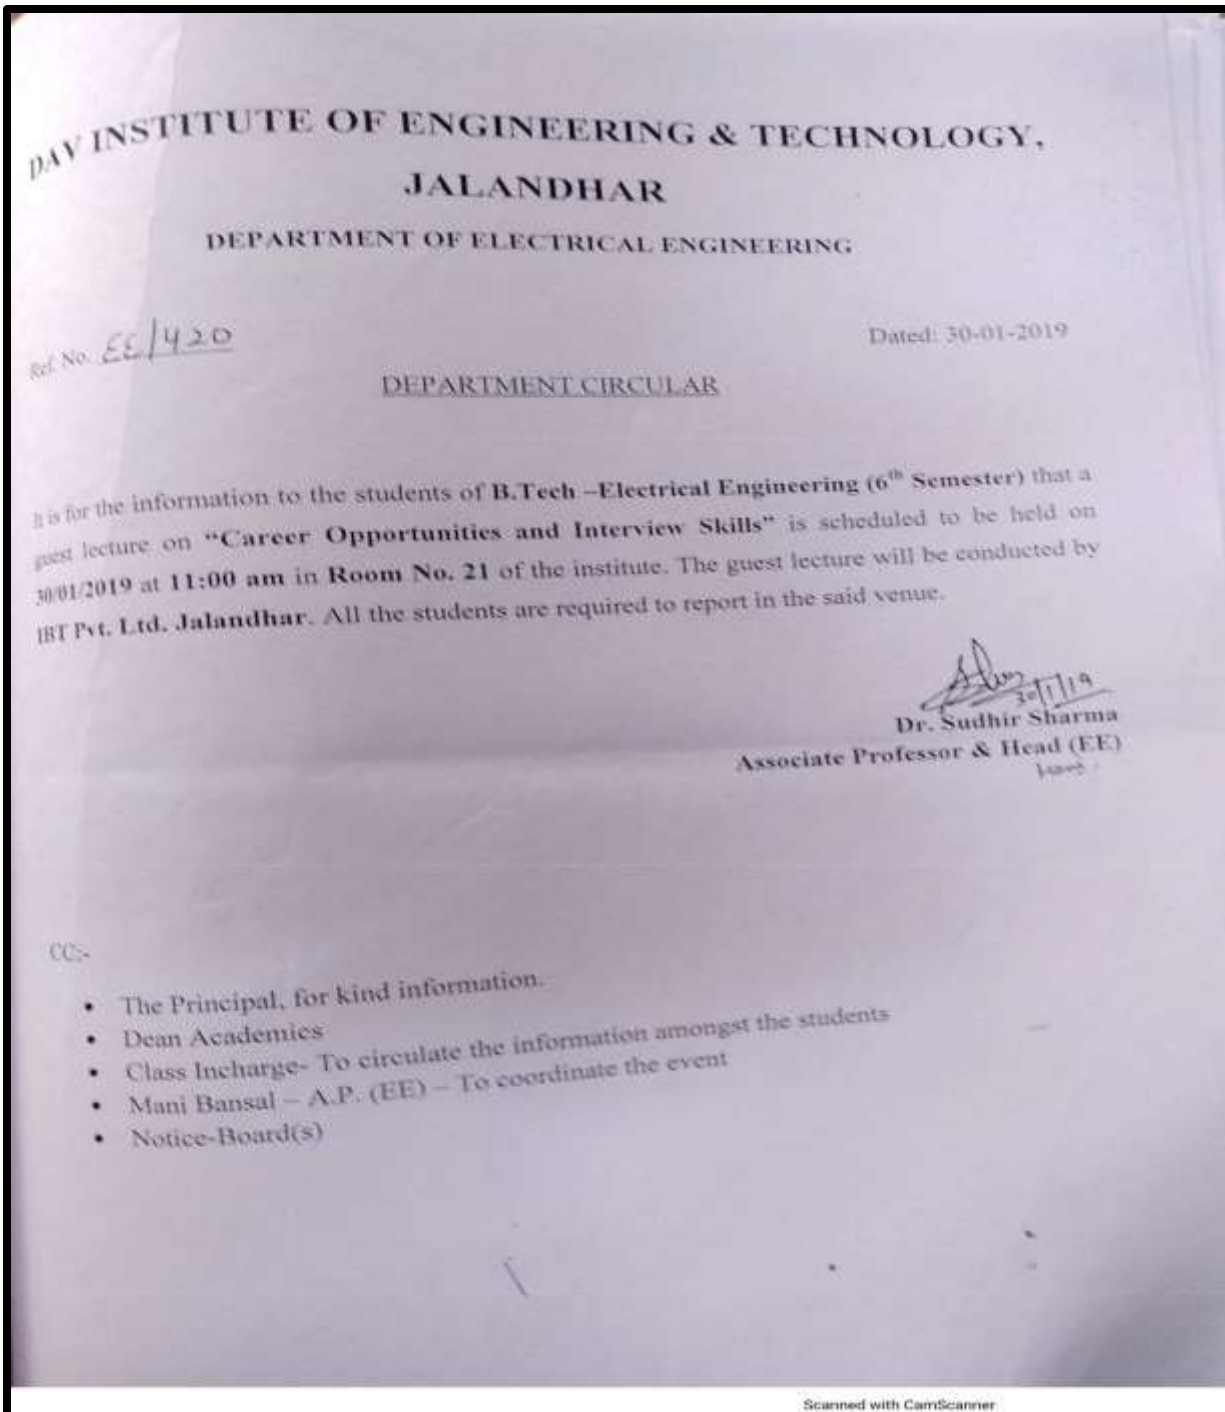 DAV INSTITUTE OF ENGINEERING & TECHNOLOGY,
JALANDHAR
DEPARTMENT OF ELECTRICAL ENGINEERING
Ref. No. EE/420
Dated: 30-01-2019
DEPARTMENT CIRCULAR
It is for the information to the students of B.Tech –Electrical Engineering (6th Semester) that a
guest lecture on “Career Opportunities and Interview Skills” is scheduled to be held on
30/01/2019 at 11:00 am in Room No. 21 of the institute. The guest lecture will be conducted by
IBT Pvt. Ltd. Jalandhar. All the students are required to report in the said venue.
30/1/19
Dr. Sudhir Sharma
Associate Professor & Head (EE)
CC:-
• The Principal, for kind information.
• Dean Academics
• Class Incharge- To circulate the information amongst the students
• Mani Bansal – A.P. (EE) – To coordinate the event
• Notice-Board(s)
Scanned with CamScanner